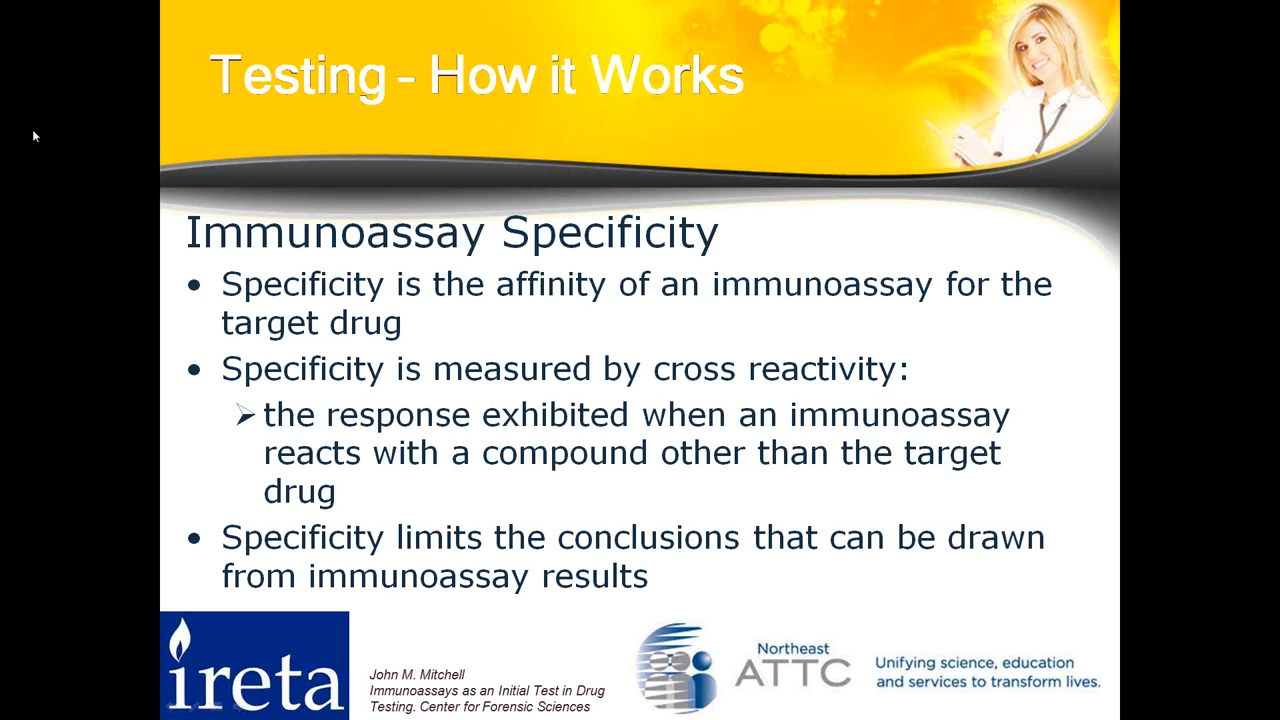 Testing - How it Works
Immunoassay Specificity
• Specificity is the affinity of an immunoassay for the
target drug
• Specificity is measured by cross reactivity:
➢ the response exhibited when an immunoassay
reacts with a compound other than the target
drug
• Specificity limits the conclusions that can be drawn
from immunoassay results
ireta
John M. Mitchell
Immunoassays as an Initial Test in Drug
Testing. Center for Forensic Sciences
Northeast
ATTC
Unifying science, education
and services to transform lives.